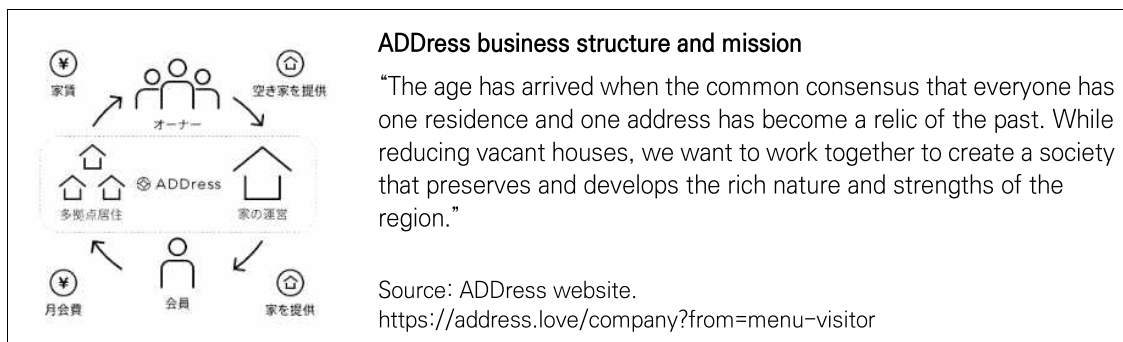 ¥
家賃
オーナー
空き家を提供
多拠点居住
ADDress
家の運営
¥
月会費
会員
家を提供
ADDress business structure and mission
“The age has arrived when the common consensus that everyone has
one residence and one address has become a relic of the past. While
reducing vacant houses, we want to work together to create a society
that preserves and develops the rich nature and strengths of the
region.”
Source: ADDress website.
https://address.love/company?from=menu-visitor